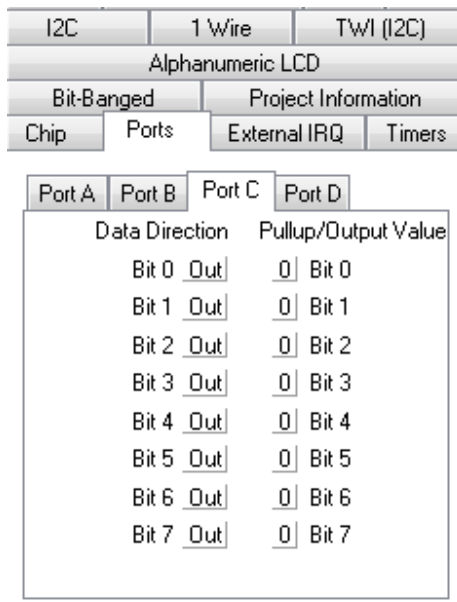 I2C 1 Wire TWI (I2C)
Alphanumeric LCD
Bit-Banged Project Information
Chip Ports External IRQ Timers
Port A Port B Port C Port D
Data Direction Pullup/Output Value
Bit 0 Out 0 Bit 0
Bit 1 Out 0 Bit 1
Bit 2 Out 0 Bit 2
Bit 3 Out 0 Bit 3
Bit 4 Out 0 Bit 4
Bit 5 Out 0 Bit 5
Bit 6 Out 0 Bit 6
Bit 7 Out 0 Bit 7